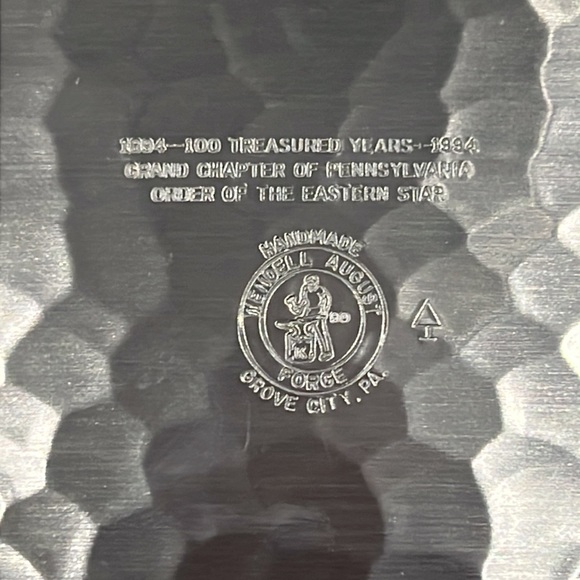 1894—100 TREASURED YEARS—1994
GRAND CHAPTER OF PENNSYLVANIA
ORDER OF THE EASTERN STAR
HANDMADE
WENDELL AUGUST
FORGE
GROVE CITY, PA.